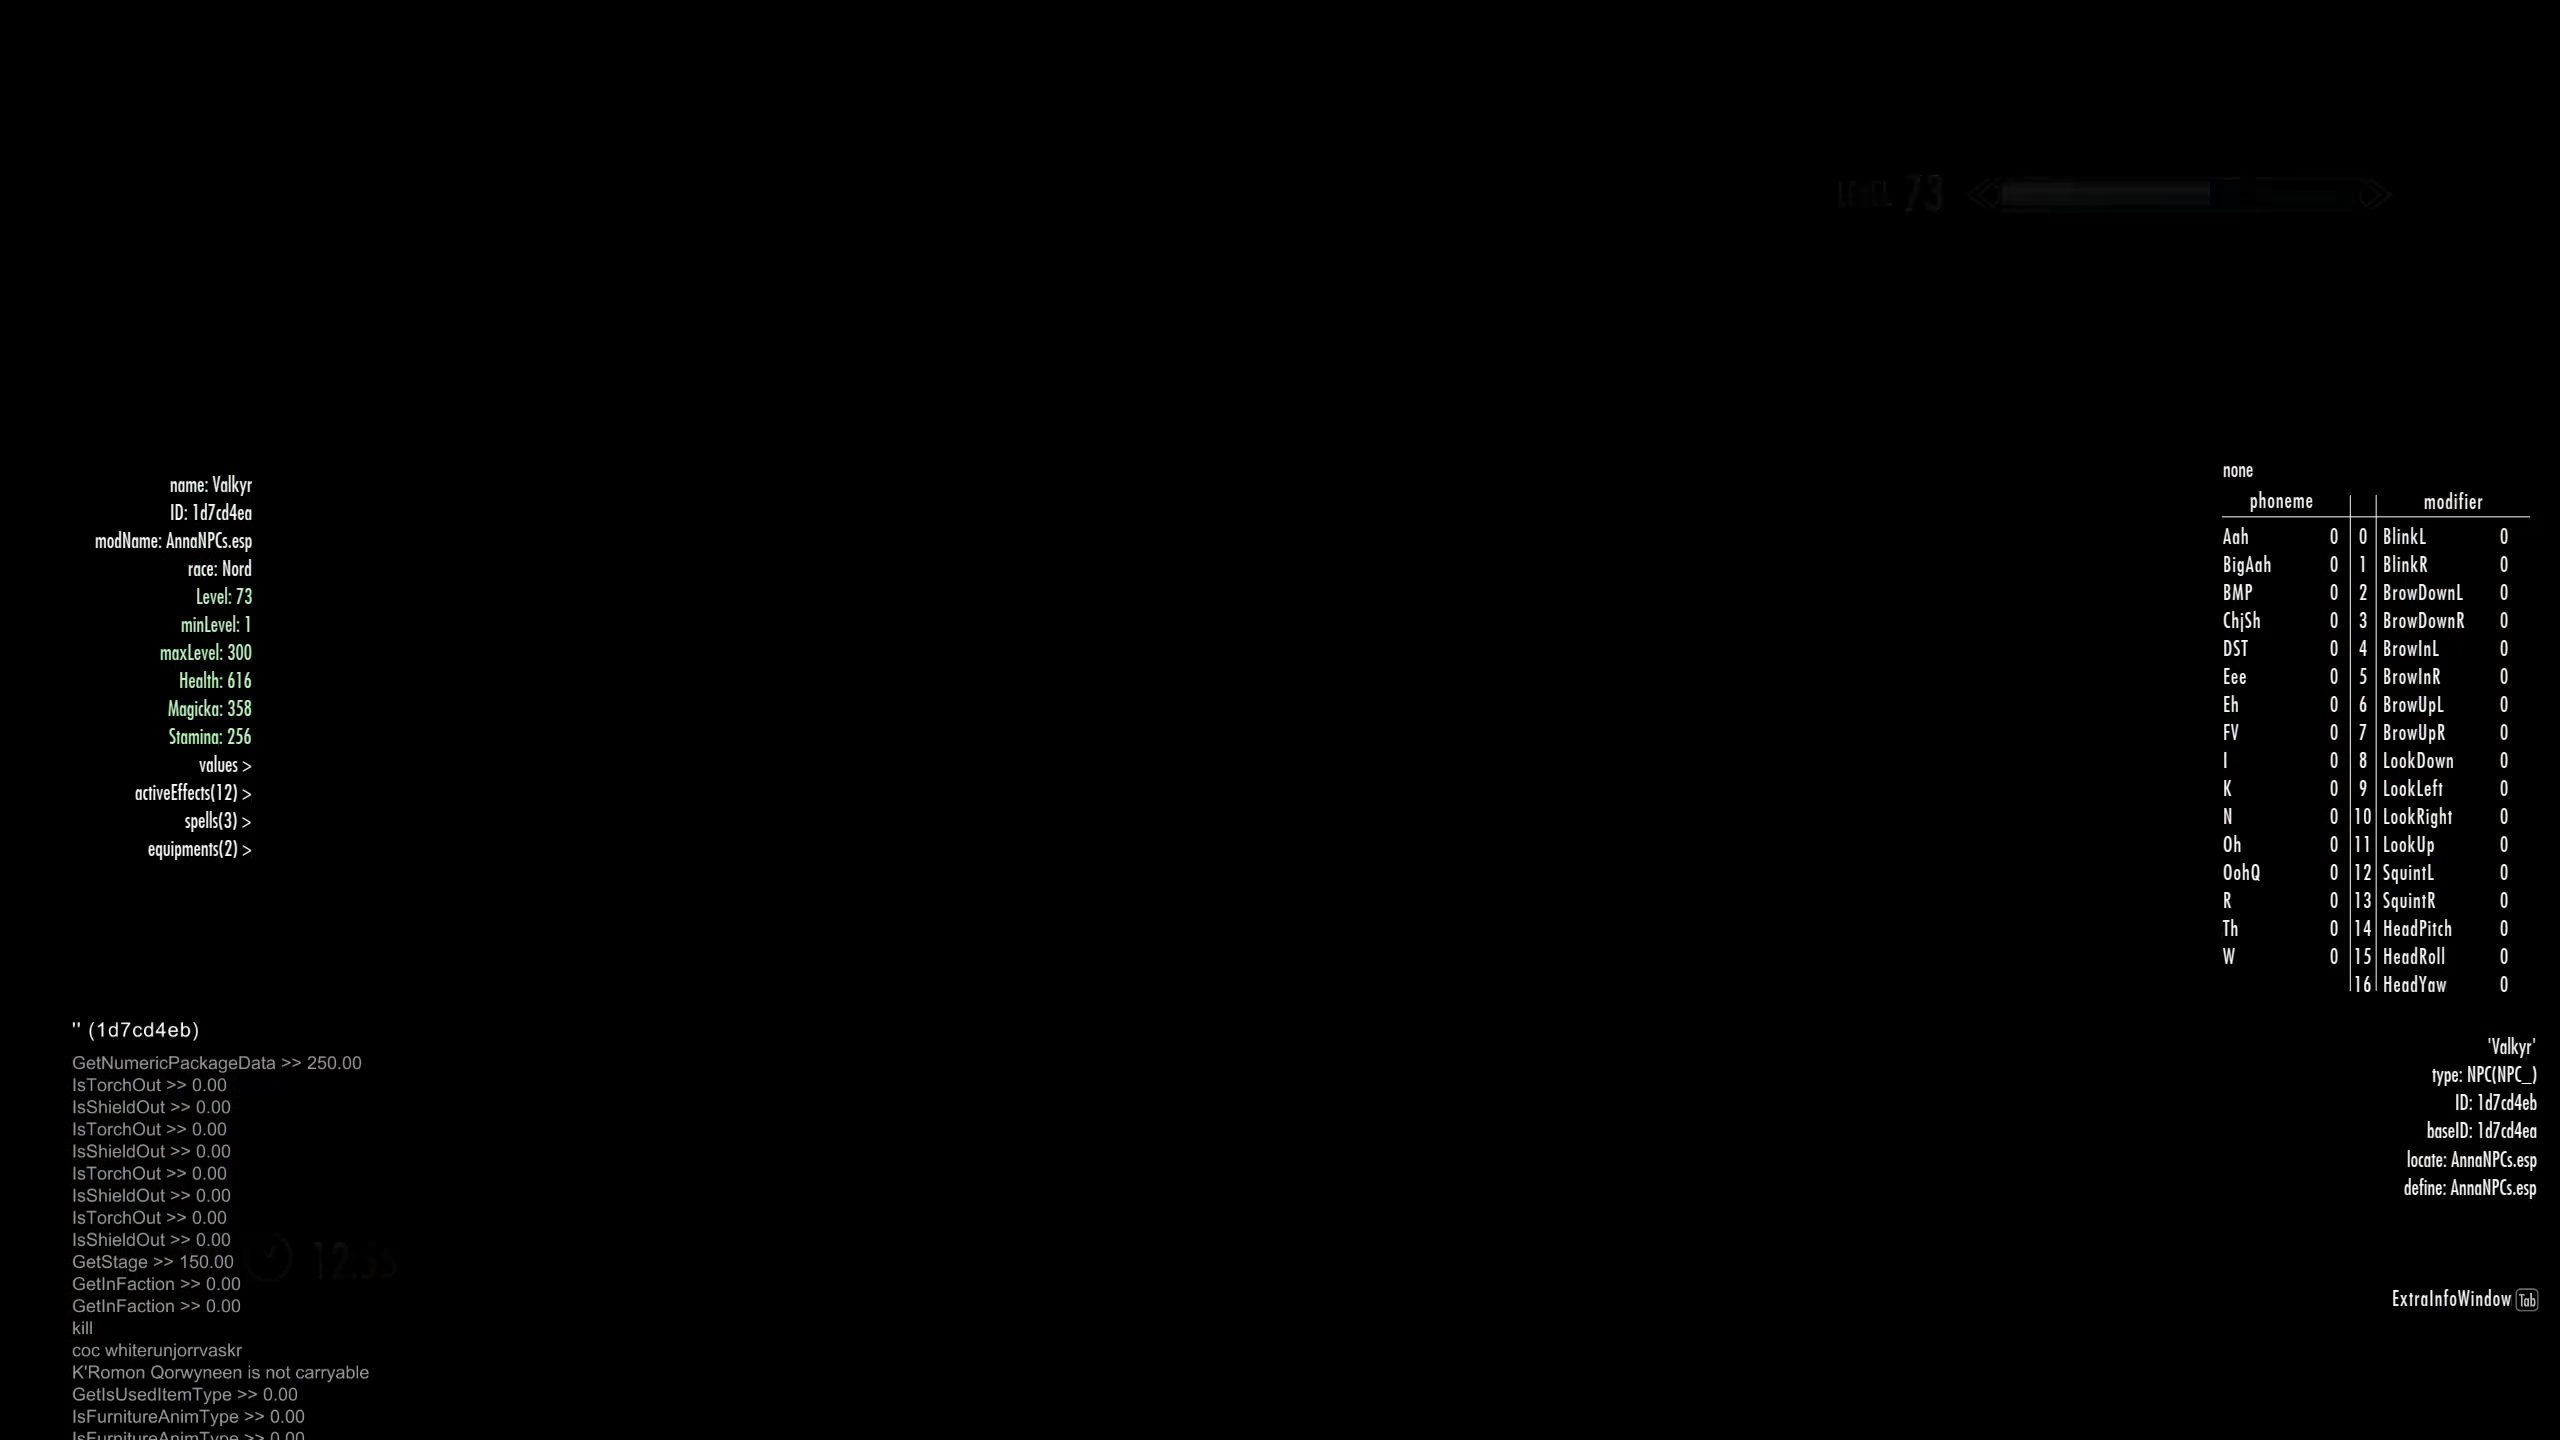 LEVEL 73
name: Valkyr
ID: 1d7cd4ea
modName: AnnaNPCs.esp
race: Nord
Level: 73
minLevel: 1
maxLevel: 300
Health: 616
Magicka: 358
Stamina: 256
values >
activeEffects(12) >
spells(3) >
equipments(2) >
none
phoneme modifier
Aah 0 0 BlinkL 0
BigAah 0 1 BlinkR 0
BMP 0 2 BrowDownL 0
ChjSh 0 3 BrowDownR 0
DST 0 4 BrowInL 0
Eee 0 5 BrowInR 0
Eh 0 6 BrowUpL 0
FV 0 7 BrowUpR 0
I 0 8 LookDown 0
K 0 9 LookLeft 0
N 0 10 LookRight 0
Oh 0 11 LookUp 0
OohQ 0 12 SquintL 0
R 0 13 SquintR 0
Th 0 14 HeadPitch 0
W 0 15 HeadRoll 0
16 HeadYaw 0
'' (1d7cd4eb)
GetNumericPackageData >> 250.00
IsTorchOut >> 0.00
IsShieldOut >> 0.00
IsTorchOut >> 0.00
IsShieldOut >> 0.00
IsTorchOut >> 0.00
IsShieldOut >> 0.00
IsTorchOut >> 0.00
IsShieldOut >> 0.00
GetStage >> 150.00
GetInFaction >> 0.00
GetInFaction >> 0.00
kill
coc whiterunjorrvaskr
K'Romon Qorwyneen is not carryable
GetIsUsedItemType >> 0.00
IsFurnitureAnimType >> 0.00
IsFurnitureAnimType >> 0.00
'Valkyr'
type: NPC(NPC_)
ID: 1d7cd4eb
baseID: 1d7cd4ea
locate: AnnaNPCs.esp
define: AnnaNPCs.esp
ExtraInfoWindow Tab